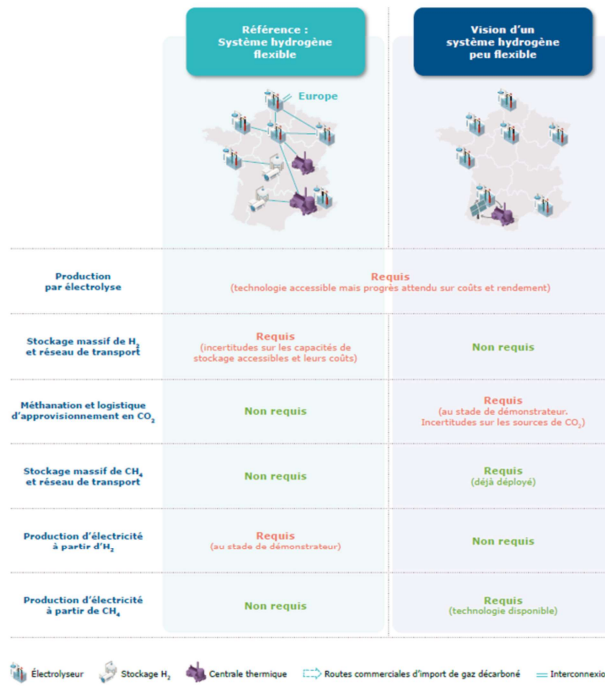 Référence :
Système hydrogène
flexible
Vision d'un
système hydrogène
peu flexible
Europe
Production
par électrolyse
Requis
(technologie accessible mais progrès attendu sur coûts et rendement)
Stockage massif de H₂
et réseau de transport
Requis
(incertitudes sur les capacités de
stockage accessibles et leurs coûts)
Non requis
Méthanation et logistique
d'approvisionnement en CO₂
Non requis
Requis
(au stade de démonstrateur.
Incertitudes sur les sources de CO₂)
Stockage massif de CH₄
et réseau de transport
Non requis
Requis
(déjà déployé)
Production d'électricité
à partir d'H₂
Requis
(au stade de démonstrateur)
Non requis
Production d'électricité
à partir de CH₄
Non requis
Requis
(technologie disponible)
Électrolyseur
Stockage H₂
Centrale thermique
Routes commerciales d'import de gaz décarboné
Interconnexio